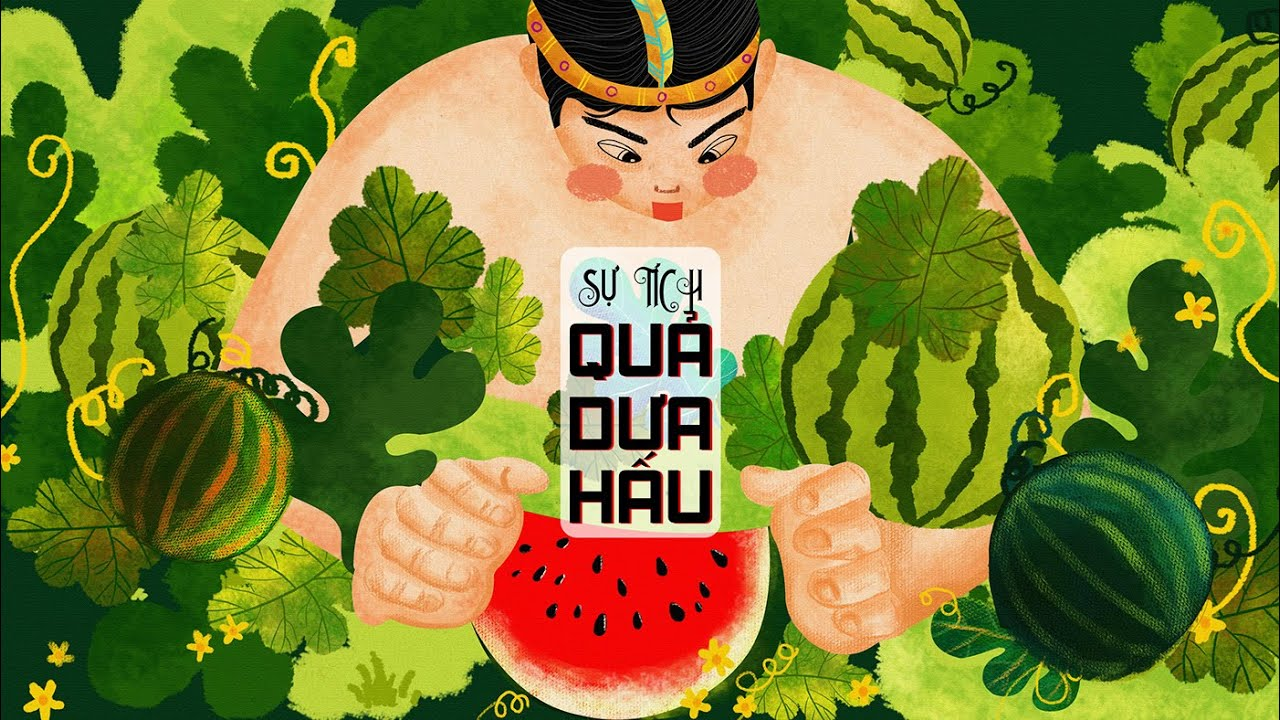 SỰ TÍCH
QUẢ
DƯA
HẤU